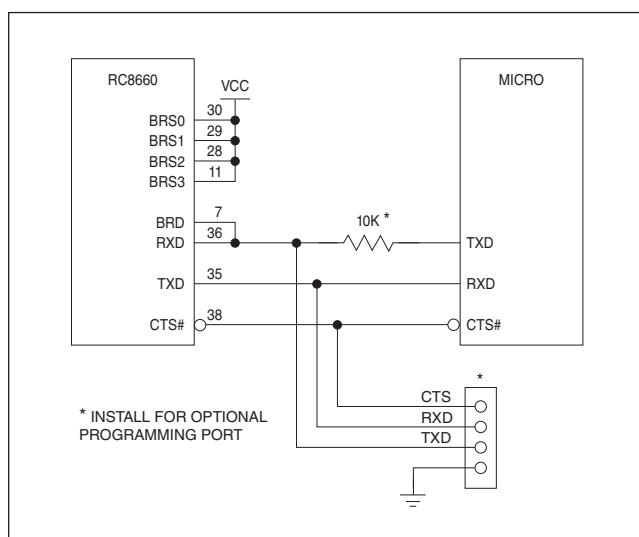 RC8660
VCC
MICRO
BRS0 30
BRS1 29
BRS2 28
BRS3 11
BRD 7
RXD 36
10K *
TXD
TXD 35
RXD
CTS# 38
CTS#
* INSTALL FOR OPTIONAL
PROGRAMMING PORT
*
CTS
RXD
TXD